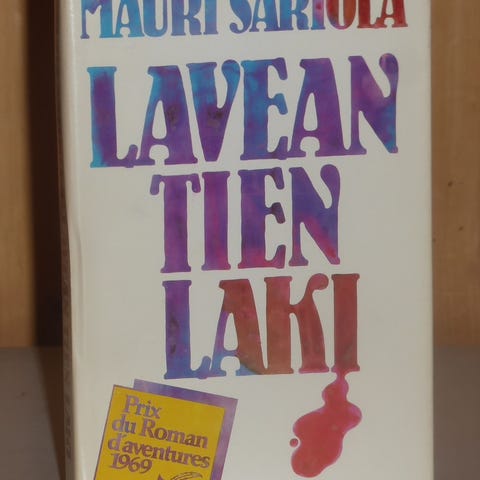 MAURI SARIOLA
LAVEAN
TIEN
LAKI
Prix
du Roman
d'aventures
1969